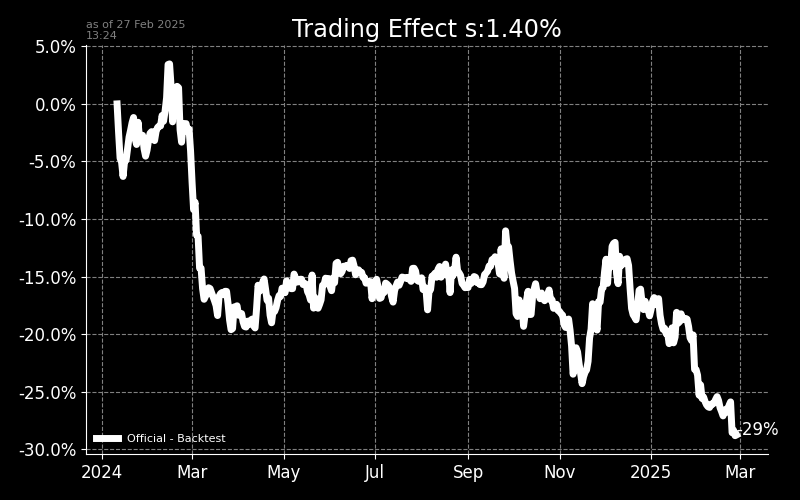 as of 27 Feb 2025
13:24
Trading Effect s:1.40%
5.0%
0.0%
-5.0%
-10.0%
-15.0%
-20.0%
-25.0%
-30.0%
-29%
Official - Backtest
2024 Mar May Jul Sep Nov 2025 Mar